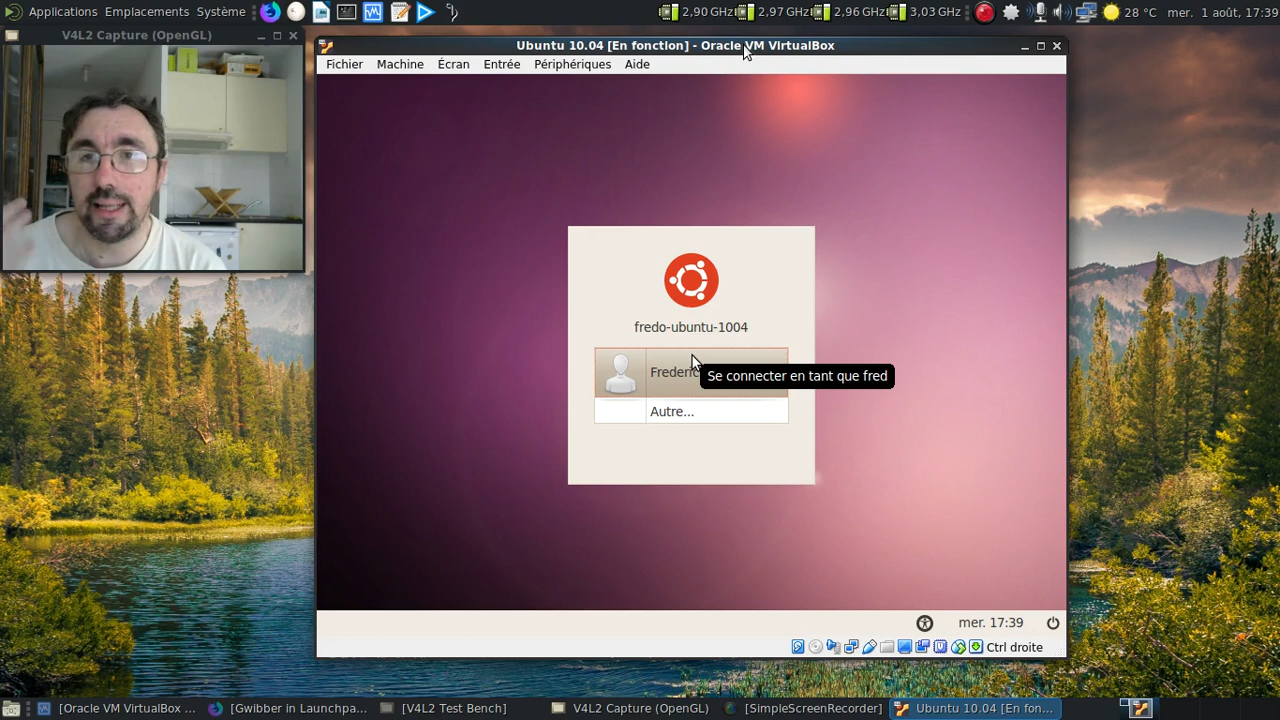 Applications Emplacements Système
2,90 GHz 2,97 GHz 2,96 GHz 3,03 GHz
28 °C mer. 1 août, 17:39
V4L2 Capture (OpenGL)
Ubuntu 10.04 [En fonction] - Oracle VM VirtualBox
Fichier Machine Écran Entrée Périphériques Aide
fredo-ubuntu-1004
Se connecter en tant que fred
Autre...
mer. 17:39
Ctrl droite
[Oracle VM VirtualBox ... [Gwibber in Launchpa... [V4L2 Test Bench] V4L2 Capture (OpenGL) [SimpleScreenRecorder] Ubuntu 10.04 [En fon...